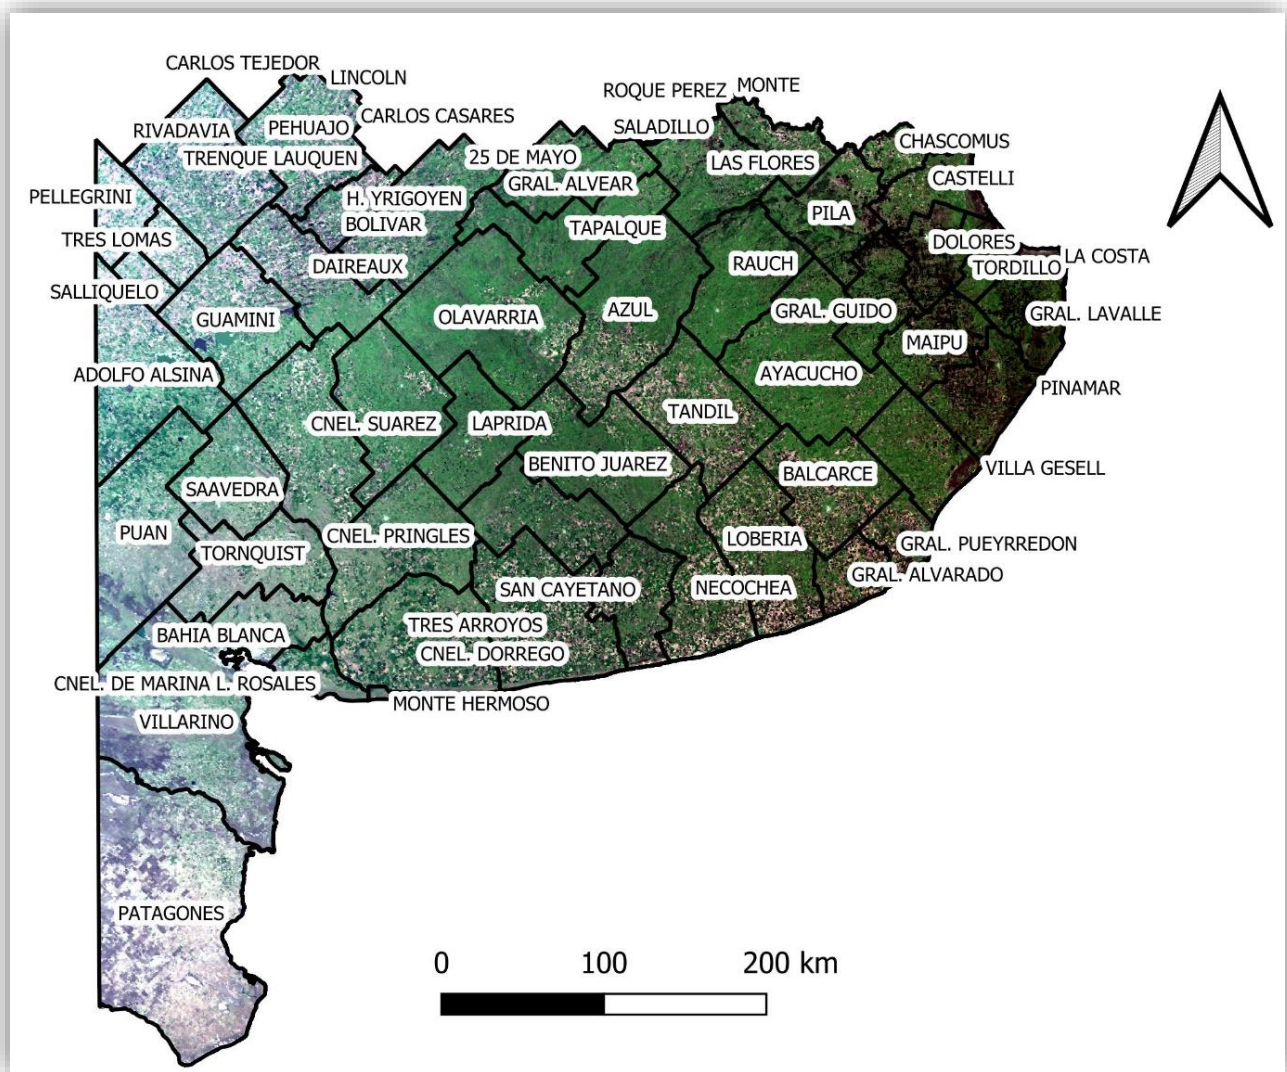 CARLOS TEJEDOR
LINCOLN
ROQUE PEREZ
MONTE
CARLOS CASARES
RIVADAVIA
PEHUAJO
SALADILLO
CHASCOMUS
TRENQUE LAUQUEN
25 DE MAYO
LAS FLORES
CASTELLI
PELLEGRINI
H. YRIGOYEN
GRAL. ALVEAR
PILA
BOLIVAR
TAPALQUE
TRES LOMAS
DOLORES
LA COSTA
DAIREAUX
RAUCH
TORDILLO
SALLIQUELO
GUAMINI
OLAVARRIA
AZUL
GRAL. GUIDO
GRAL. LAVALLE
MAIPU
ADOLFO ALSINA
AYACUCHO
PINAMAR
CNEL. SUAREZ
LAPRIDA
TANDIL
BENITO JUAREZ
BALCARCE
VILLA GESELL
SAAVEDRA
PUAN
TORNQUIST
CNEL. PRINGLES
LOBERIA
GRAL. PUEYRREDON
SAN CAYETANO
NECOCHEA
GRAL. ALVARADO
BAHIA BLANCA
TRES ARROYOS
CNEL. DORREGO
CNEL. DE MARINA L. ROSALES
MONTE HERMOSO
VILLARINO
PATAGONES
0 100 200 km